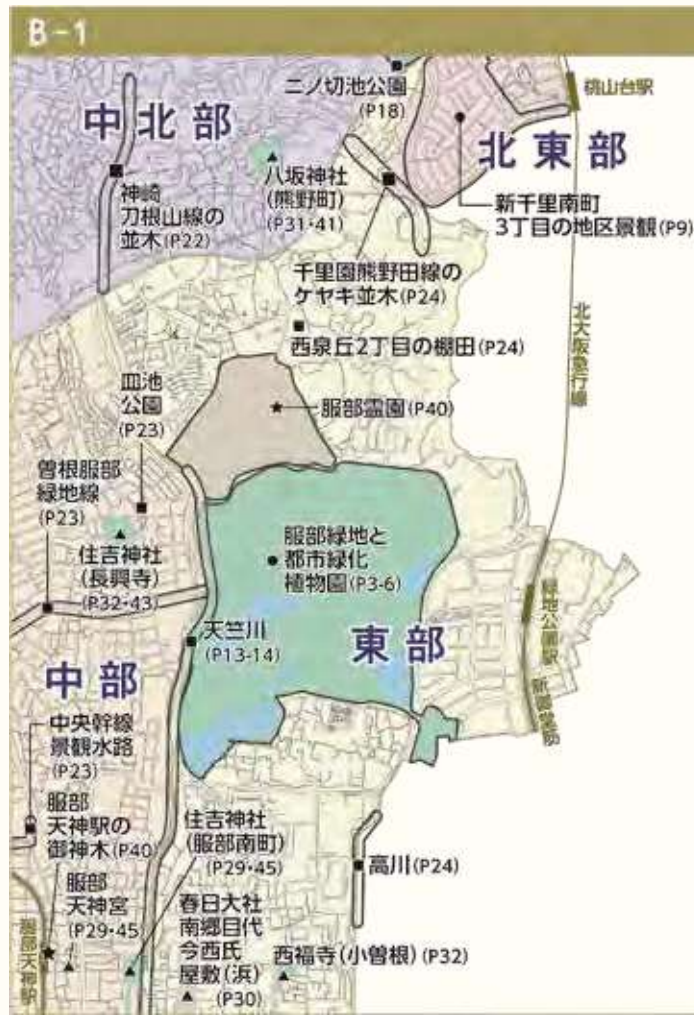 B-1
二ノ切池公園
(P18)
桃山台駅
中北部
北東部
神崎
刀根山線の
並木(P22)
八坂神社
(熊野町)
(P31・41)
新千里南町
3丁目の地区景観(P9)
千里園熊野田線の
ケヤキ並木(P24)
北大阪急行線
西泉丘2丁目の棚田(P24)
皿池
公園
(P23)
服部霊園(P40)
曽根服部
緑地線
(P23)
住吉神社
(長興寺)
(P32・43)
服部緑地と
都市緑化
植物園(P3-6)
緑地公園駅
天竺川
(P13-14)
東部
中部
新御堂筋
中央幹線
景観水路
(P23)
服部
天神駅の
御神木(P40)
住吉神社
(服部南町)
(P29・45)
高川(P24)
服部
天神宮
(P29・45)
春日大社
南郷目代
今西氏
屋敷(浜)
(P30)
西福寺(小曽根)(P32)
服部天神駅